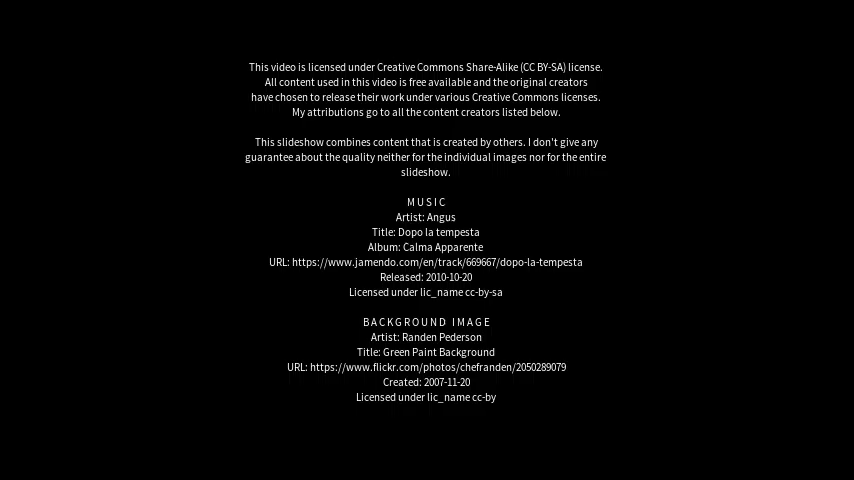 This video is licensed under Creative Commons Share-Alike (CC BY-SA) license.
All content used in this video is free available and the original creators
have chosen to release their work under various Creative Commons licenses.
My attributions go to all the content creators listed below.
This slideshow combines content that is created by others. I don't give any
guarantee about the quality neither for the individual images nor for the entire
slideshow.
MUSIC
Artist: Angus
Title: Dopo la tempesta
Album: Calma Apparente
URL: https://www.jamendo.com/en/track/669667/dopo-la-tempesta
Released: 2010-10-20
Licensed under lic_name cc-by-sa
BACKGROUND IMAGE
Artist: Randen Pederson
Title: Green Paint Background
URL: https://www.flickr.com/photos/chefranden/2050289079
Created: 2007-11-20
Licensed under lic_name cc-by